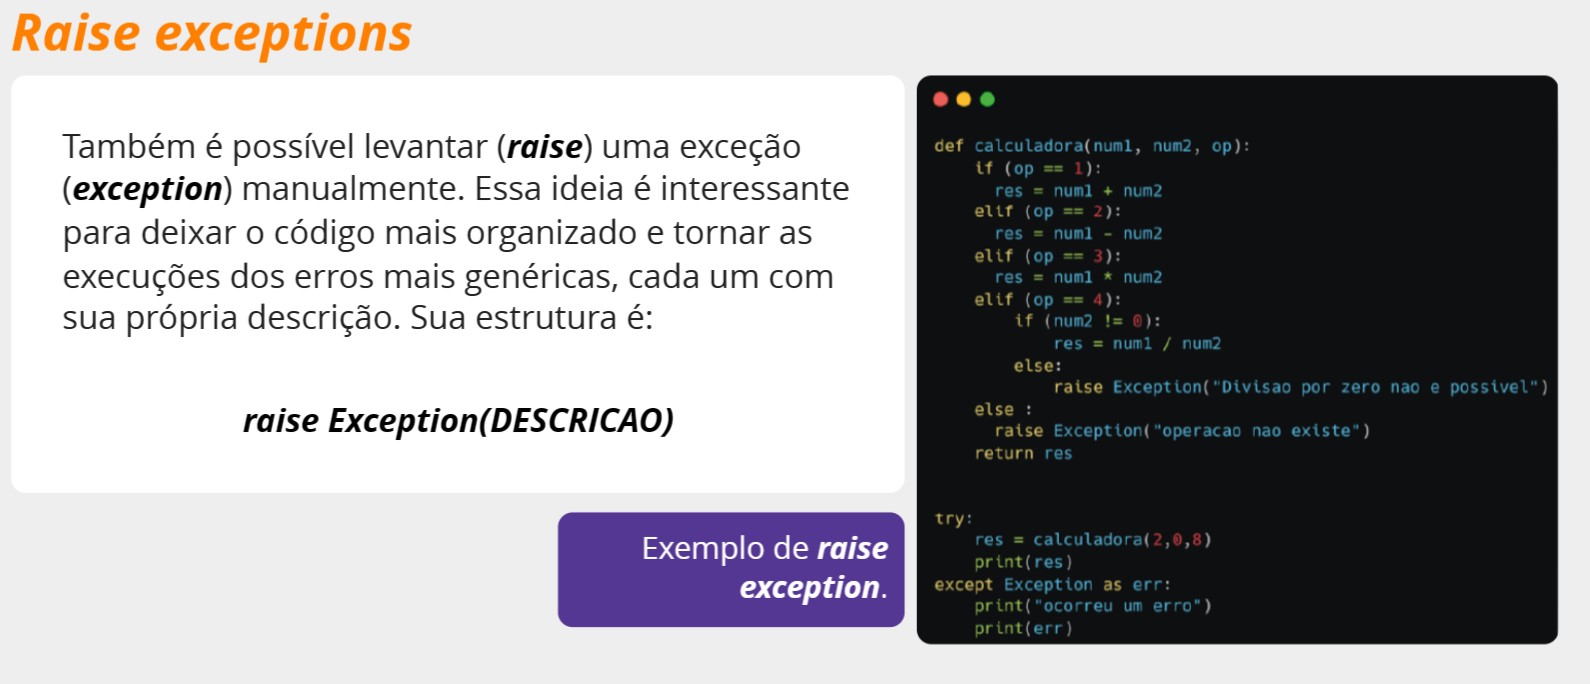 Raise exceptions
Também é possível levantar (raise) uma exceção
(exception) manualmente. Essa ideia é interessante
para deixar o código mais organizado e tornar as
execuções dos erros mais genéricas, cada um com
sua própria descrição. Sua estrutura é:
raise Exception(DESCRICAO)
Exemplo de raise
exception.
def calculadora(num1, num2, op):
    if (op == 1):
      res = num1 + num2
    elif (op == 2):
      res = num1 - num2
    elif (op == 3):
      res = num1 * num2
    elif (op == 4):
        if (num2 != 0):
            res = num1 / num2
        else:
            raise Exception("Divisao por zero nao e possivel")
    else :
      raise Exception("operacao nao existe")
    return res
try:
    res = calculadora(2,0,8)
    print(res)
except Exception as err:
    print("ocorreu um erro")
    print(err)